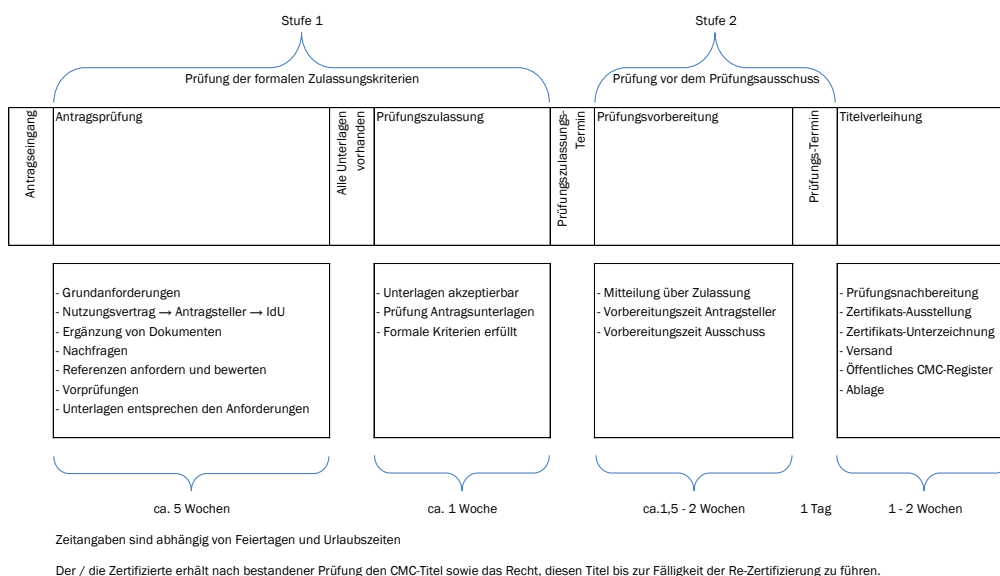 Stufe 1
Stufe 2
Prüfung der formalen Zulassungskriterien
Prüfung vor dem Prüfungsausschuss
Antragseingang
Antragsprüfung
Alle Unterlagen
vorhanden
Prüfungszulassung
Prüfungszulassungs-
Termin
Prüfungsvorbereitung
Prüfungs-Termin
Titelverleihung
- Grundanforderungen
- Nutzungsvertrag → Antragsteller → IdU
- Ergänzung von Dokumenten
- Nachfragen
- Referenzen anfordern und bewerten
- Vorprüfungen
- Unterlagen entsprechen den Anforderungen
- Unterlagen akzeptierbar
- Prüfung Antragsunterlagen
- Formale Kriterien erfüllt
- Mitteilung über Zulassung
- Vorbereitungszeit Antragsteller
- Vorbereitungszeit Ausschuss
- Prüfungsnachbereitung
- Zertifikats-Ausstellung
- Zertifikats-Unterzeichnung
- Versand
- Öffentliches CMC-Register
- Ablage
ca. 5 Wochen
ca. 1 Woche
ca.1,5 - 2 Wochen
1 Tag
1 - 2 Wochen
Zeitangaben sind abhängig von Feiertagen und Urlaubszeiten
Der / die Zertifizierte erhält nach bestandener Prüfung den CMC-Titel sowie das Recht, diesen Titel bis zur Fälligkeit der Re-Zertifizierung zu führen.